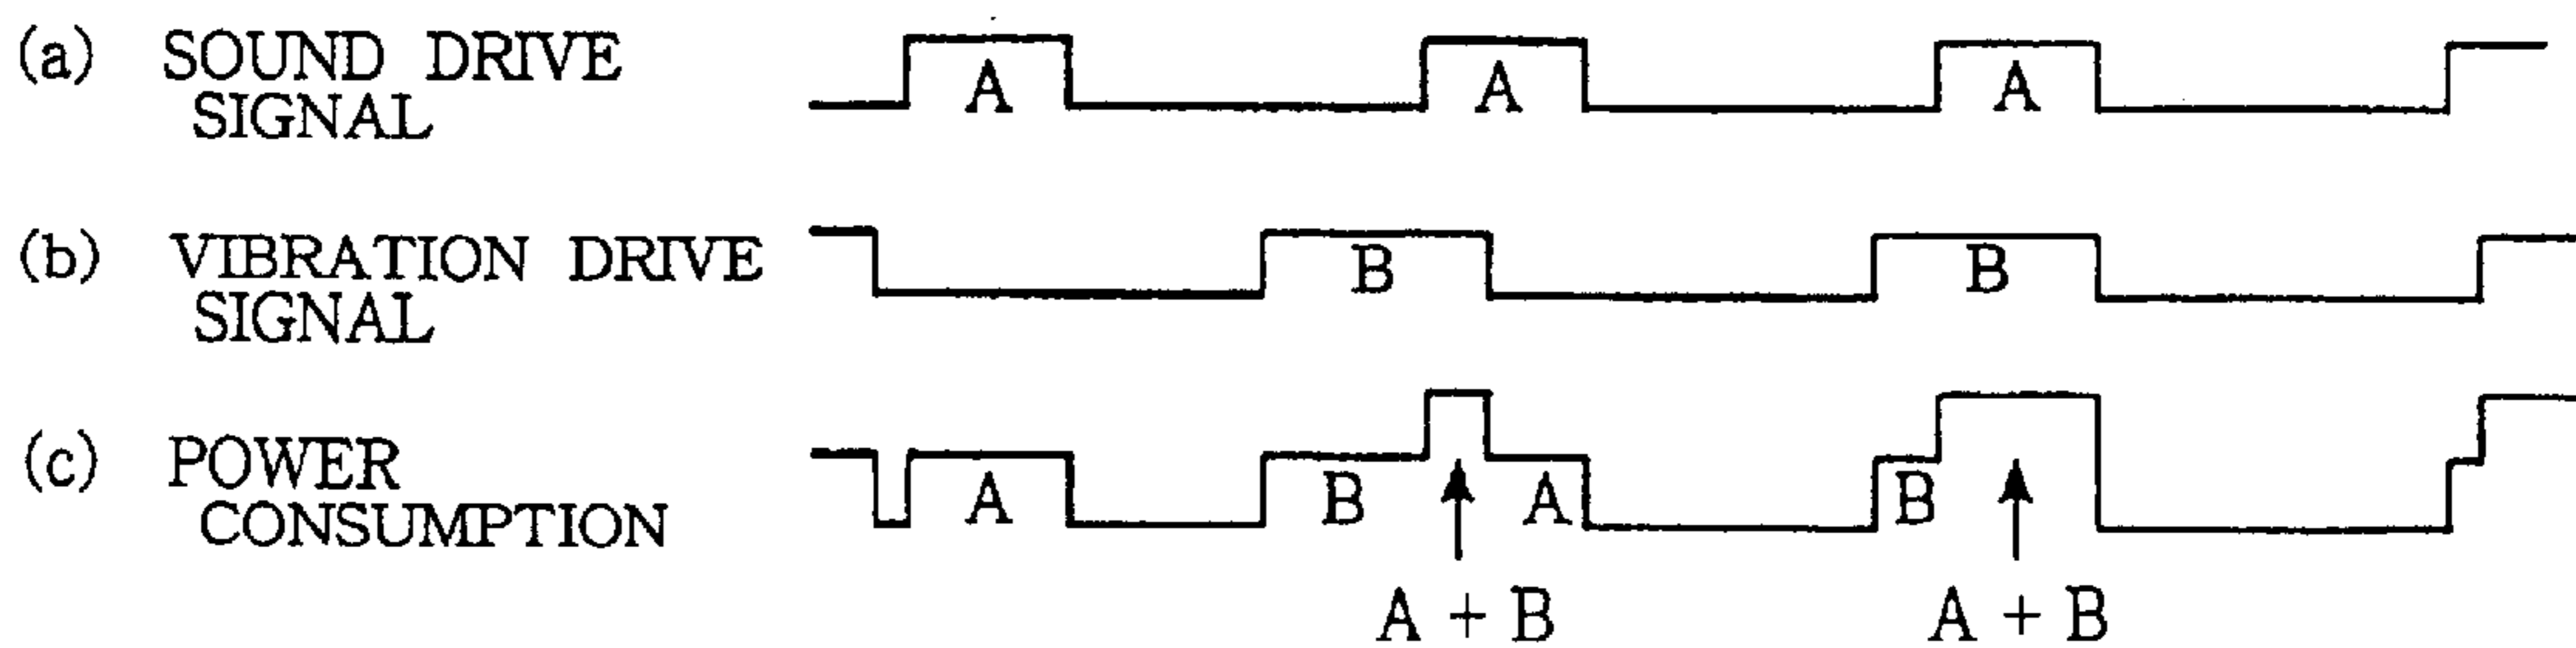 (a) SOUND DRIVE
SIGNAL
A A A
(b) VIBRATION DRIVE
SIGNAL
B B
(c) POWER
CONSUMPTION
A B A B
A + B A + B